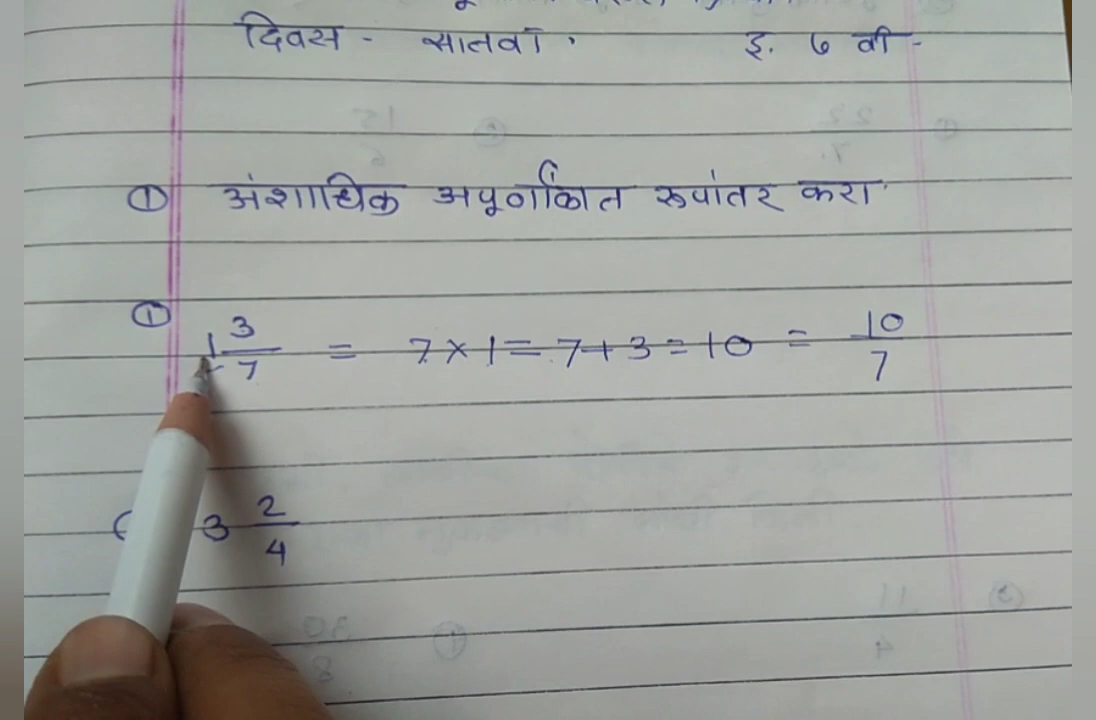 दिवस - सातवा . इ. ७ वी -
① अंशाधिक अपूर्णांकात रूपांतर करा.
① 1 3/7 = 7 × 1 = 7 + 3 = 10 = 10/7
3 2/4